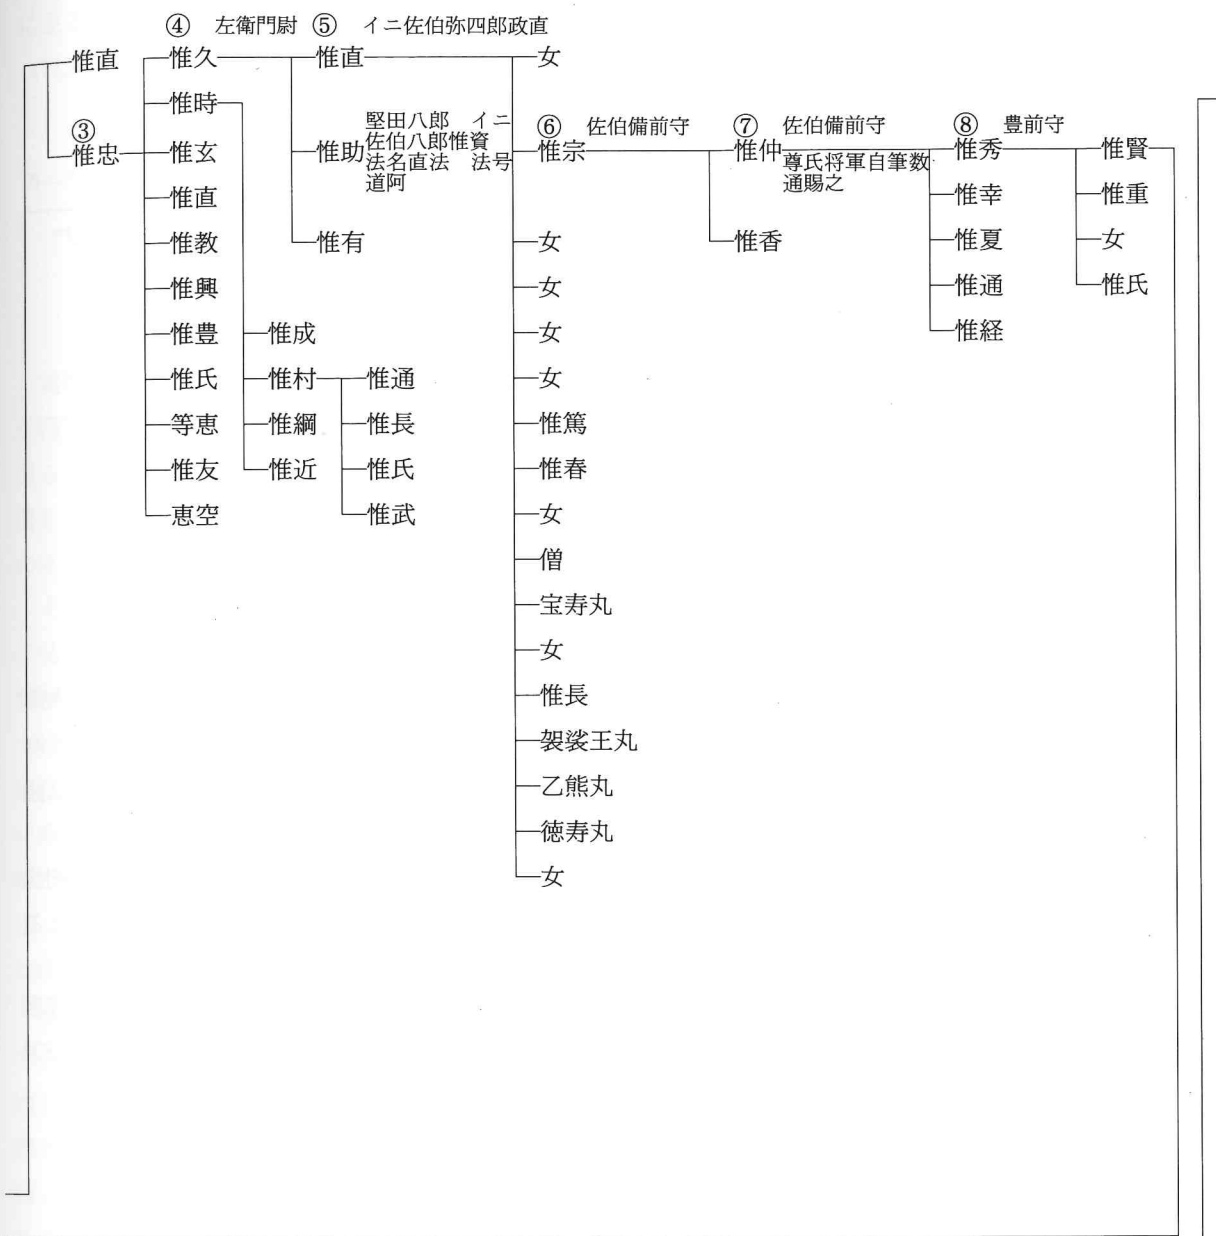 惟直
③
惟忠
④ 左衛門尉
惟久
惟時
惟玄
惟直
惟教
惟興
惟豊
惟氏
等恵
惟友
恵空
惟成
惟村
惟綱
惟近
惟通
惟長
惟氏
惟武
⑤ イニ佐伯弥四郎政直
惟直
惟助
堅田八郎 イニ
佐伯八郎惟資
法名直法 法号
道阿
惟有
女
⑥ 佐伯備前守
惟宗
女
女
女
女
惟篤
惟春
女
僧
宝寿丸
女
惟長
袈裟王丸
乙熊丸
徳寿丸
女
⑦ 佐伯備前守
惟仲
尊氏将軍自筆数
通賜之
惟香
⑧ 豊前守
惟秀
惟幸
惟夏
惟通
惟経
惟賢
惟重
女
惟氏